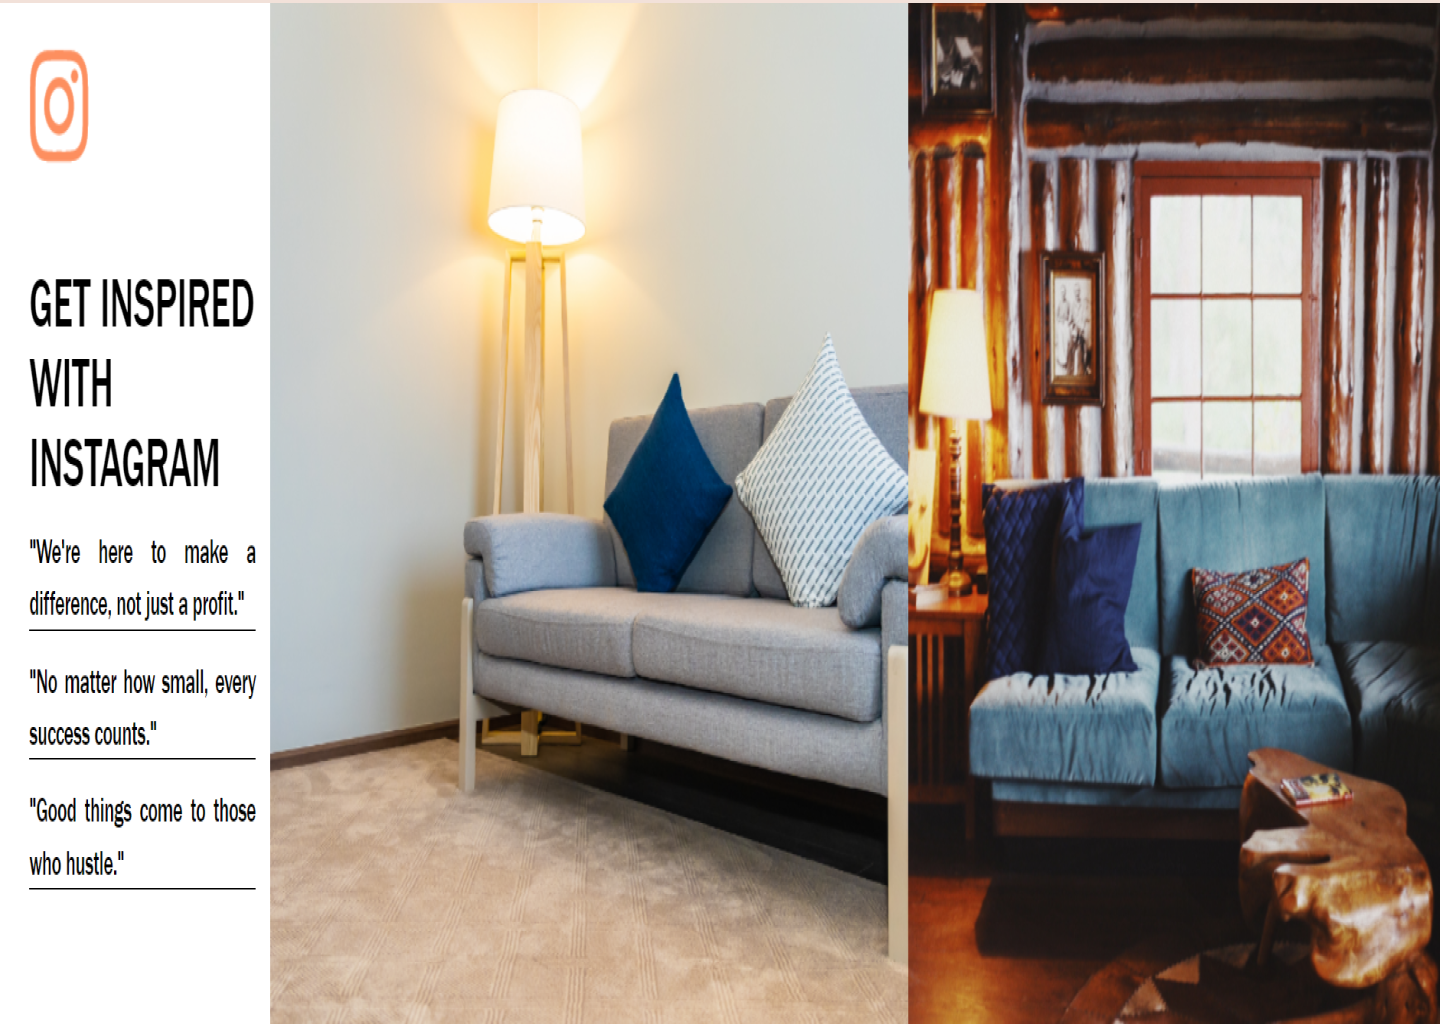 GET INSPIRED
WITH
INSTAGRAM
"We're here to make a
difference, not just a profit."
"No matter how small, every
success counts."
"Good things come to those
who hustle."